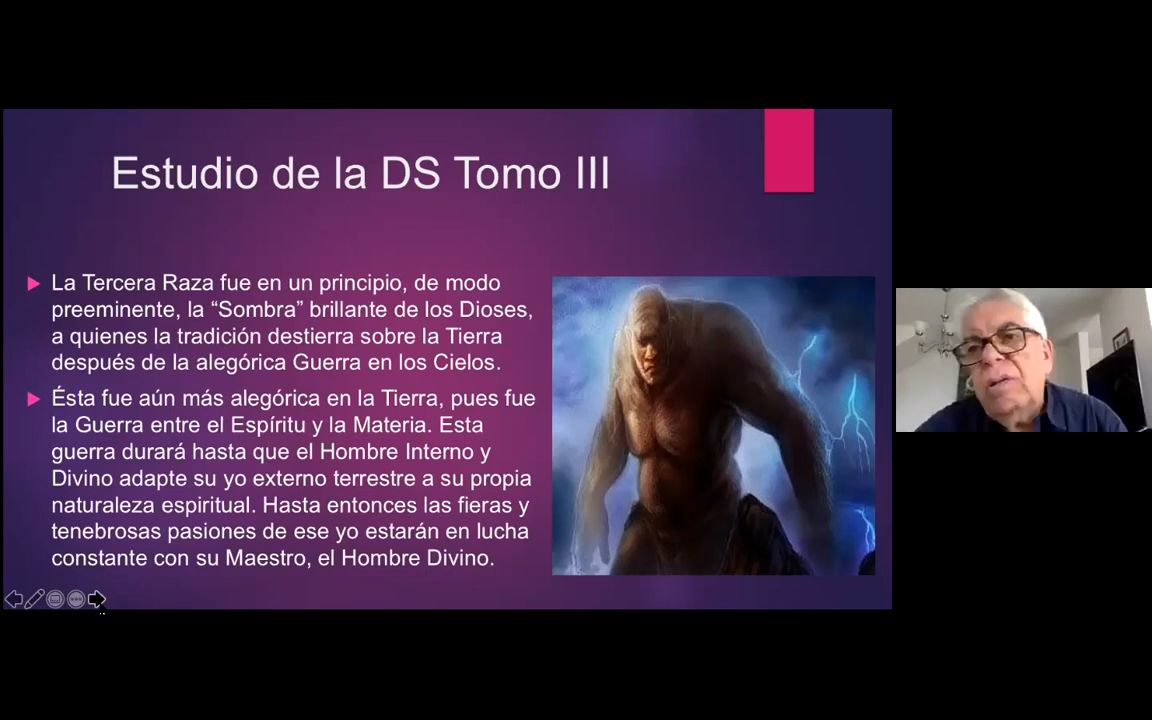 Estudio de la DS Tomo III
La Tercera Raza fue en un principio, de modo
preeminente, la “Sombra” brillante de los Dioses,
a quienes la tradición destierra sobre la Tierra
después de la alegórica Guerra en los Cielos.
Ésta fue aún más alegórica en la Tierra, pues fue
la Guerra entre el Espíritu y la Materia. Esta
guerra durará hasta que el Hombre Interno y
Divino adapte su yo externo terrestre a su propia
naturaleza espiritual. Hasta entonces las fieras y
tenebrosas pasiones de ese yo estarán en lucha
constante con su Maestro, el Hombre Divino.